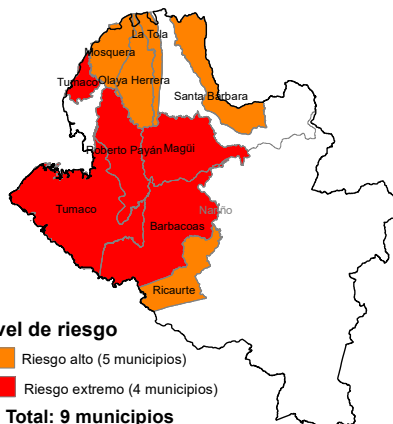 La Tola
Mosquera
Tumaco
Olaya Herrera
Santa Bárbara
Roberto Payán
Magüi
Tumaco
Nariño
Barbacoas
Ricaurte
vel de riesgo
Riesgo alto (5 municipios)
Riesgo extremo (4 municipios)
Total: 9 municipios